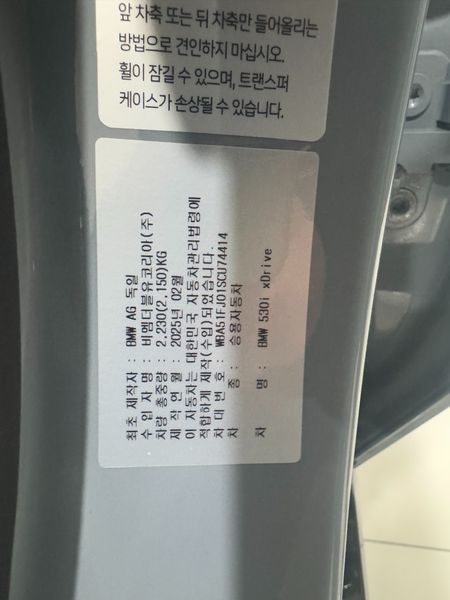 앞 차축 또는 뒤 차축만 들어올리는
방법으로 견인하지 마십시오.
휠이 잠길 수 있으며, 트랜스퍼
케이스가 손상될 수 있습니다.
최초 제작자 : BMW AG 독일
수 입 자 명 : 비엠더블유코리아(주)
차량 총중량 : 2,230(2,150)KG
제 작 연 월 : 2025년 02월
이 자동차는 대한민국 자동차관리법령에
적합하게 제작(수입)되었습니다.
차 대 번 호 : WBA51FJ01SCU74414
차 종 : 승용자동차
차 명 : BMW 530i xDrive